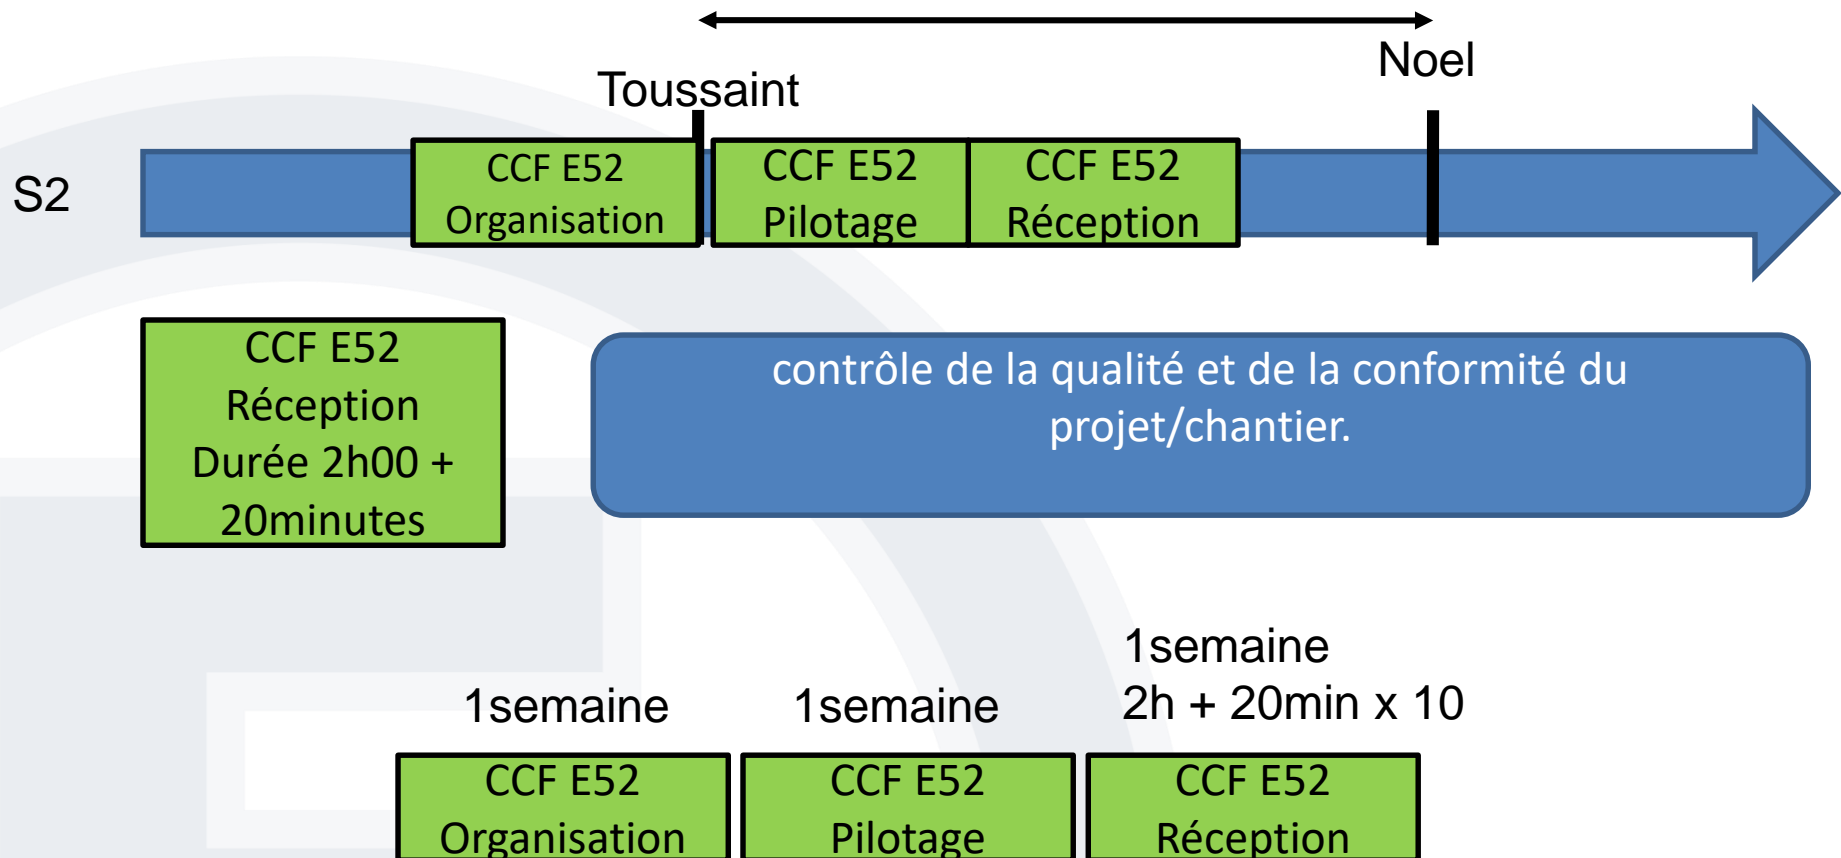 Noel
Toussaint
S2
CCF E52
Organisation
CCF E52
Pilotage
CCF E52
Réception
CCF E52
Réception
Durée 2h00 +
20minutes
contrôle de la qualité et de la conformité du
projet/chantier.
1semaine
1semaine
1semaine
2h + 20min x 10
CCF E52
Organisation
CCF E52
Pilotage
CCF E52
Réception